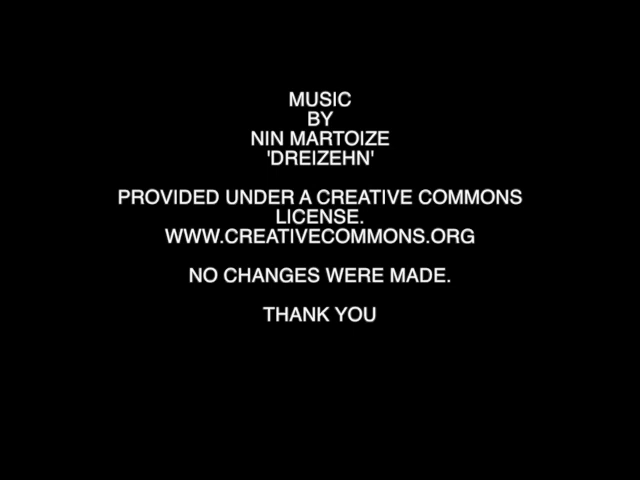 MUSIC
BY
NIN MARTOIZE
'DREIZEHN'
PROVIDED UNDER A CREATIVE COMMONS
LICENSE.
WWW.CREATIVECOMMONS.ORG
NO CHANGES WERE MADE.
THANK YOU